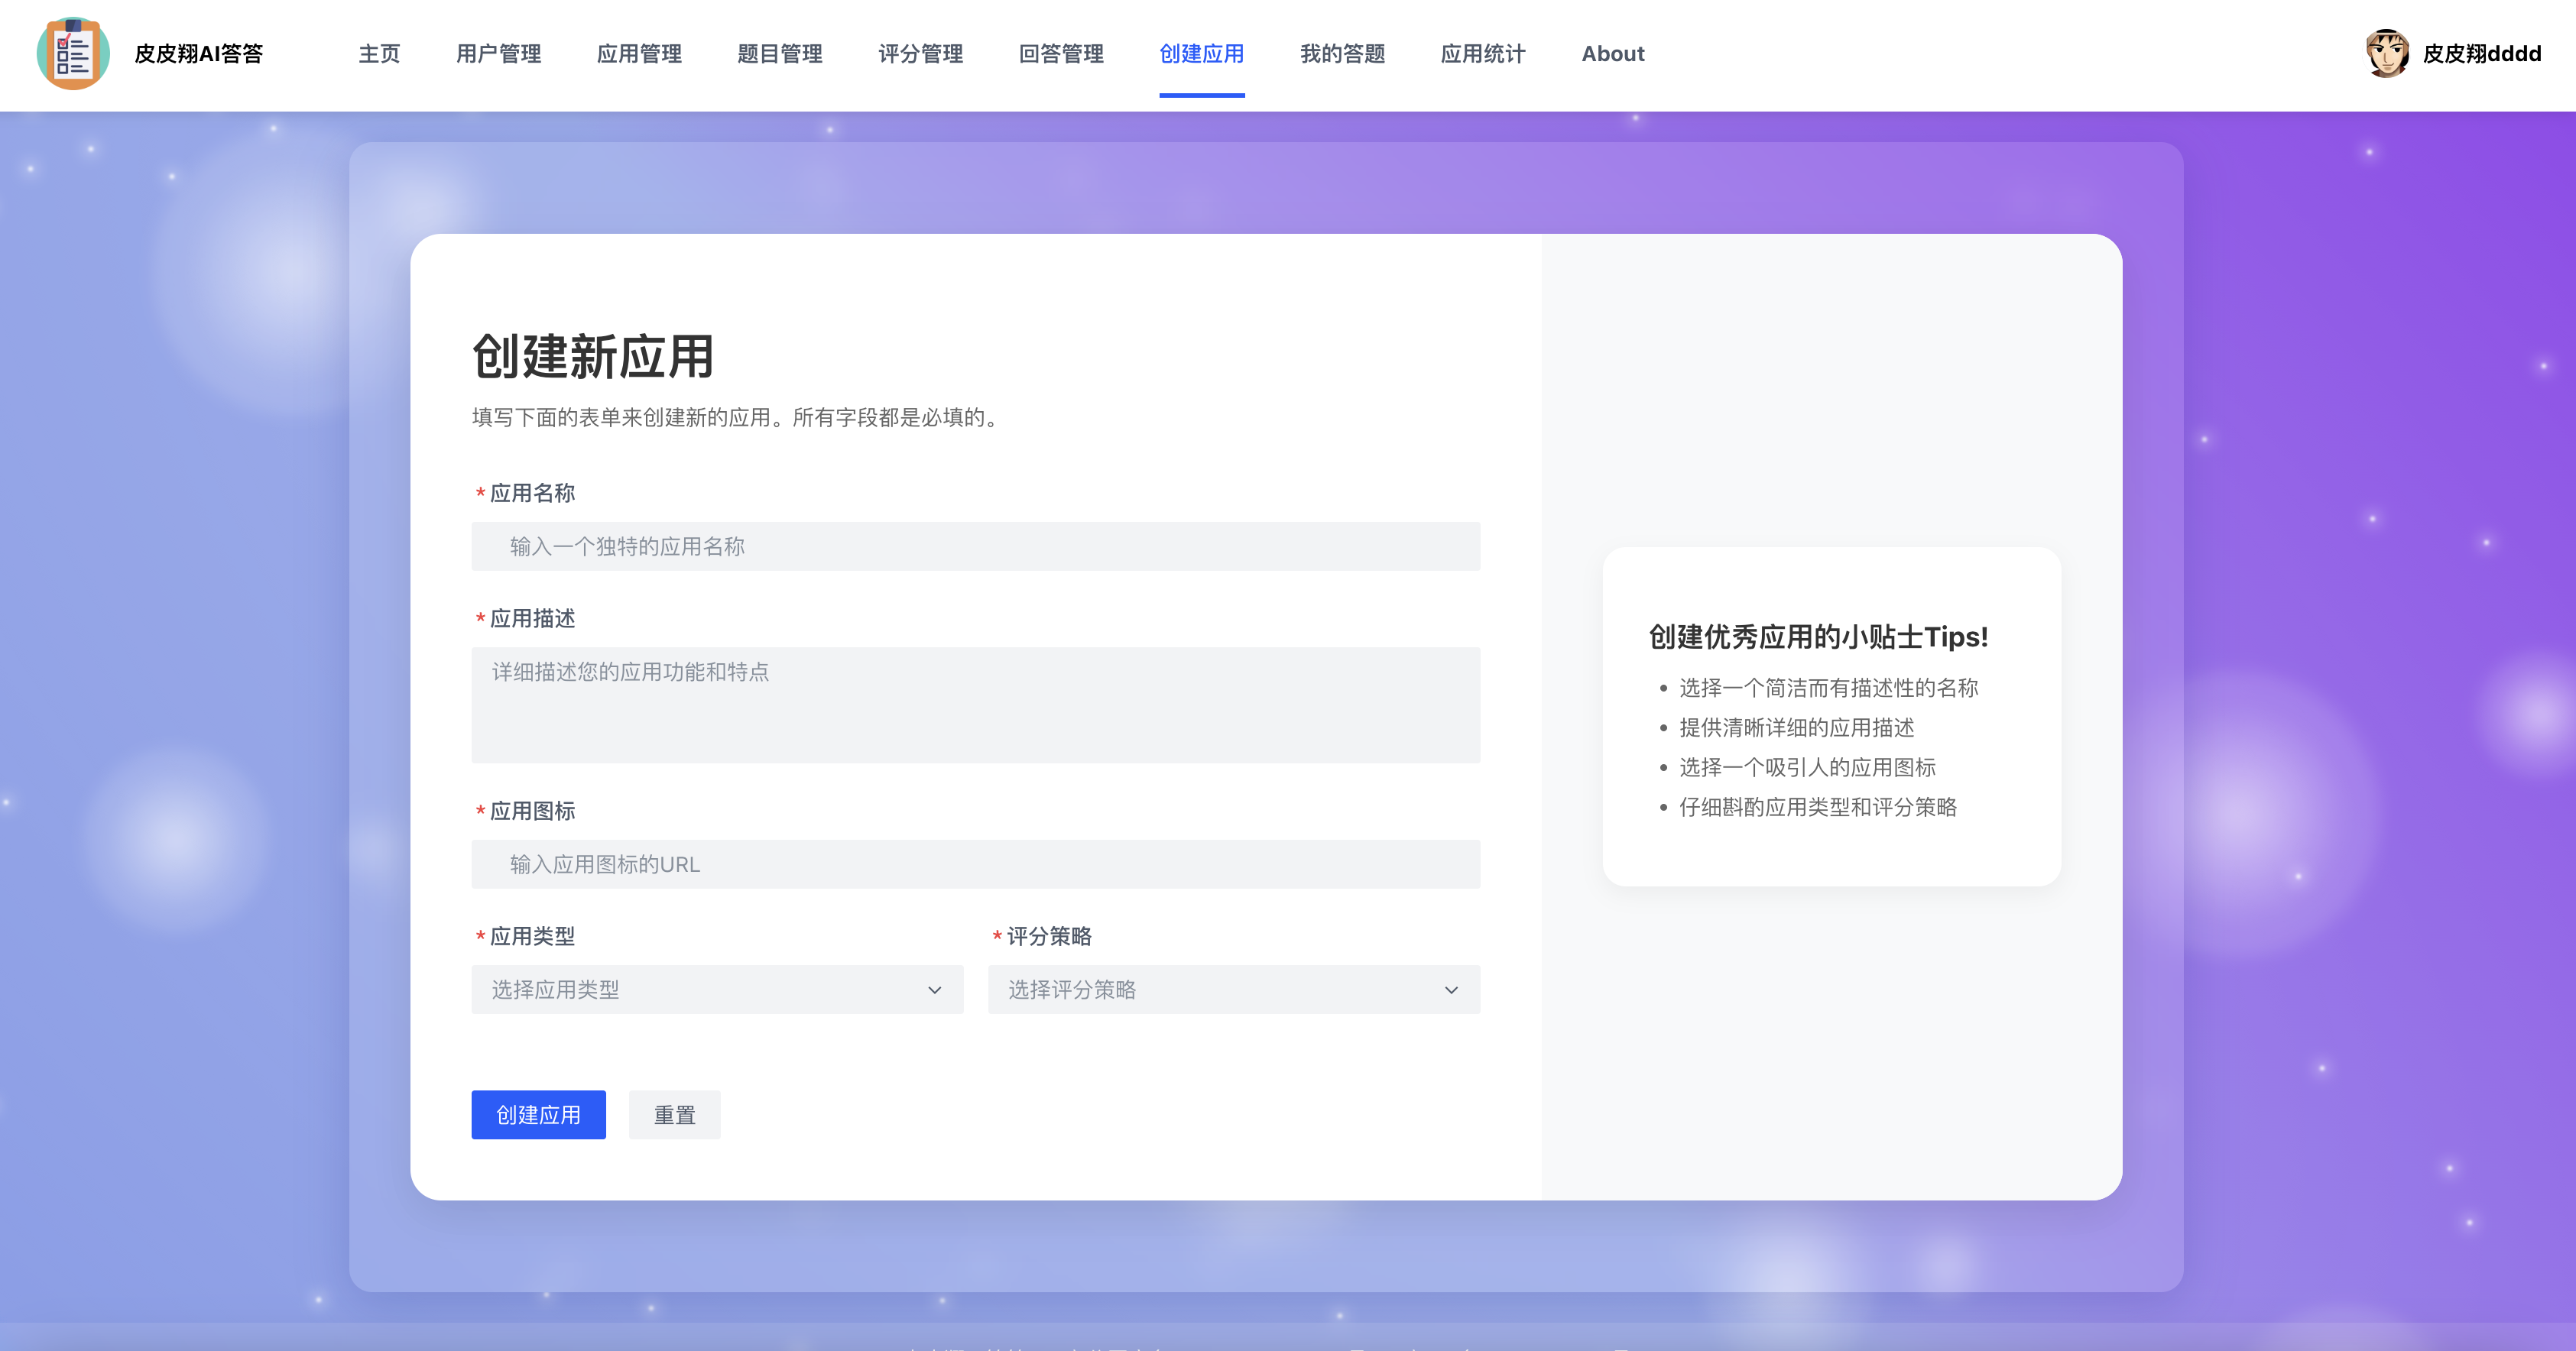 皮皮翔AI答答
主页 用户管理 应用管理 题目管理 评分管理 回答管理 创建应用 我的答题 应用统计 About
皮皮翔dddd
创建新应用
填写下面的表单来创建新的应用。所有字段都是必填的。
* 应用名称
输入一个独特的应用名称
* 应用描述
详细描述您的应用功能和特点
* 应用图标
输入应用图标的URL
* 应用类型
选择应用类型
* 评分策略
选择评分策略
创建应用
重置
创建优秀应用的小贴士Tips!
• 选择一个简洁而有描述性的名称
• 提供清晰详细的应用描述
• 选择一个吸引人的应用图标
• 仔细斟酌应用类型和评分策略